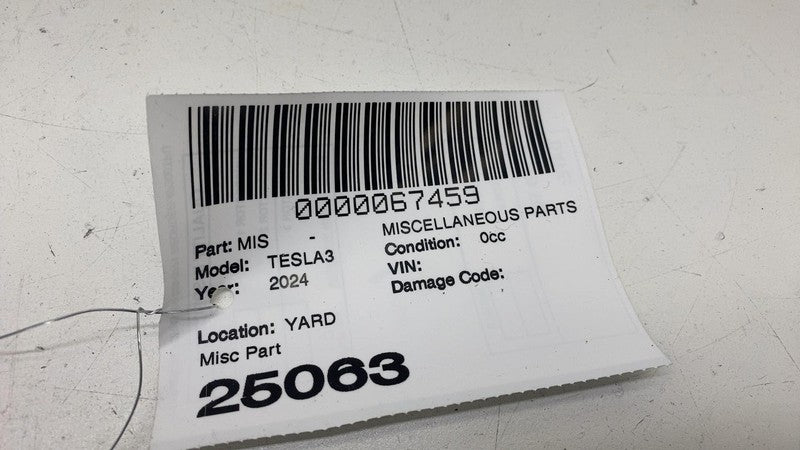 0000067459
Part: MIS - MISCELLANEOUS PARTS
Model: TESLA3 Condition: 0cc
Year: 2024 VIN:
Damage Code:
Location: YARD
Misc Part
25063